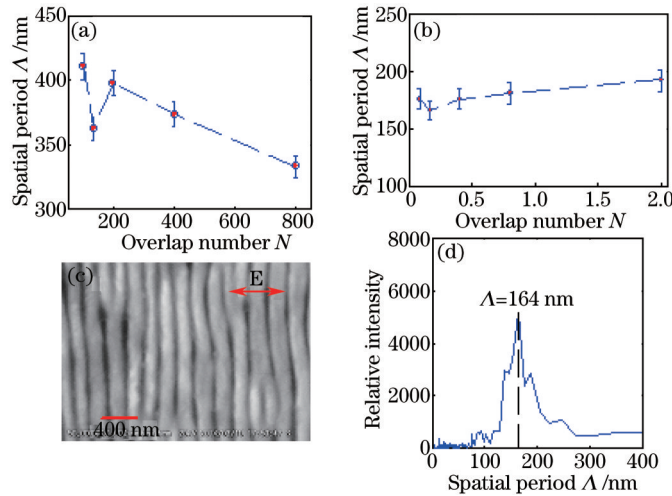 (a)
Spatial period Λ /nm
450
400
350
300
200
400
600
800
Overlap number N
(b)
Spatial period Λ /nm
250
200
150
100
0
0.5
1.0
1.5
2.0
Overlap number N
(c)
E
400 nm
(d)
Relative intensity
8000
6000
4000
2000
0
Λ=164 nm
0
100
200
300
400
Spatial period Λ /nm